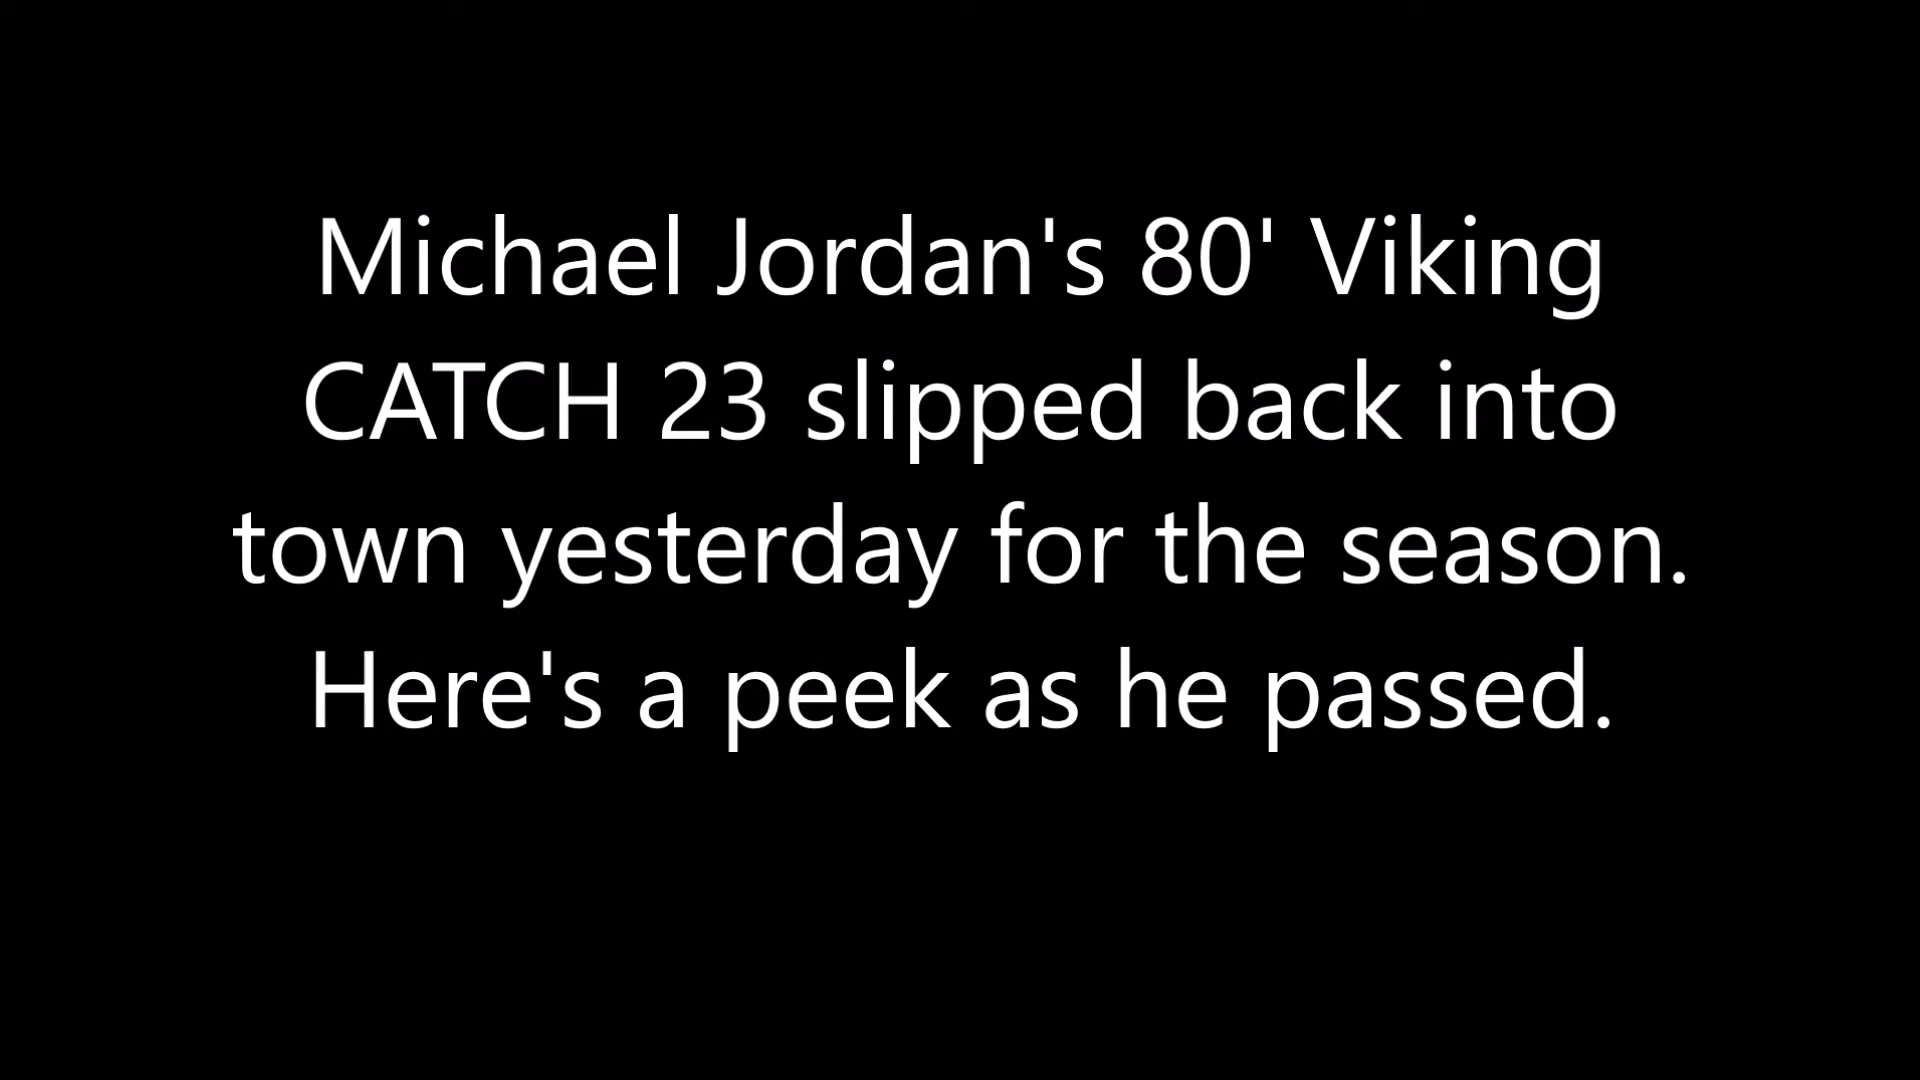 Michael Jordan's 80' Viking
CATCH 23 slipped back into
town yesterday for the season.
Here's a peek as he passed.